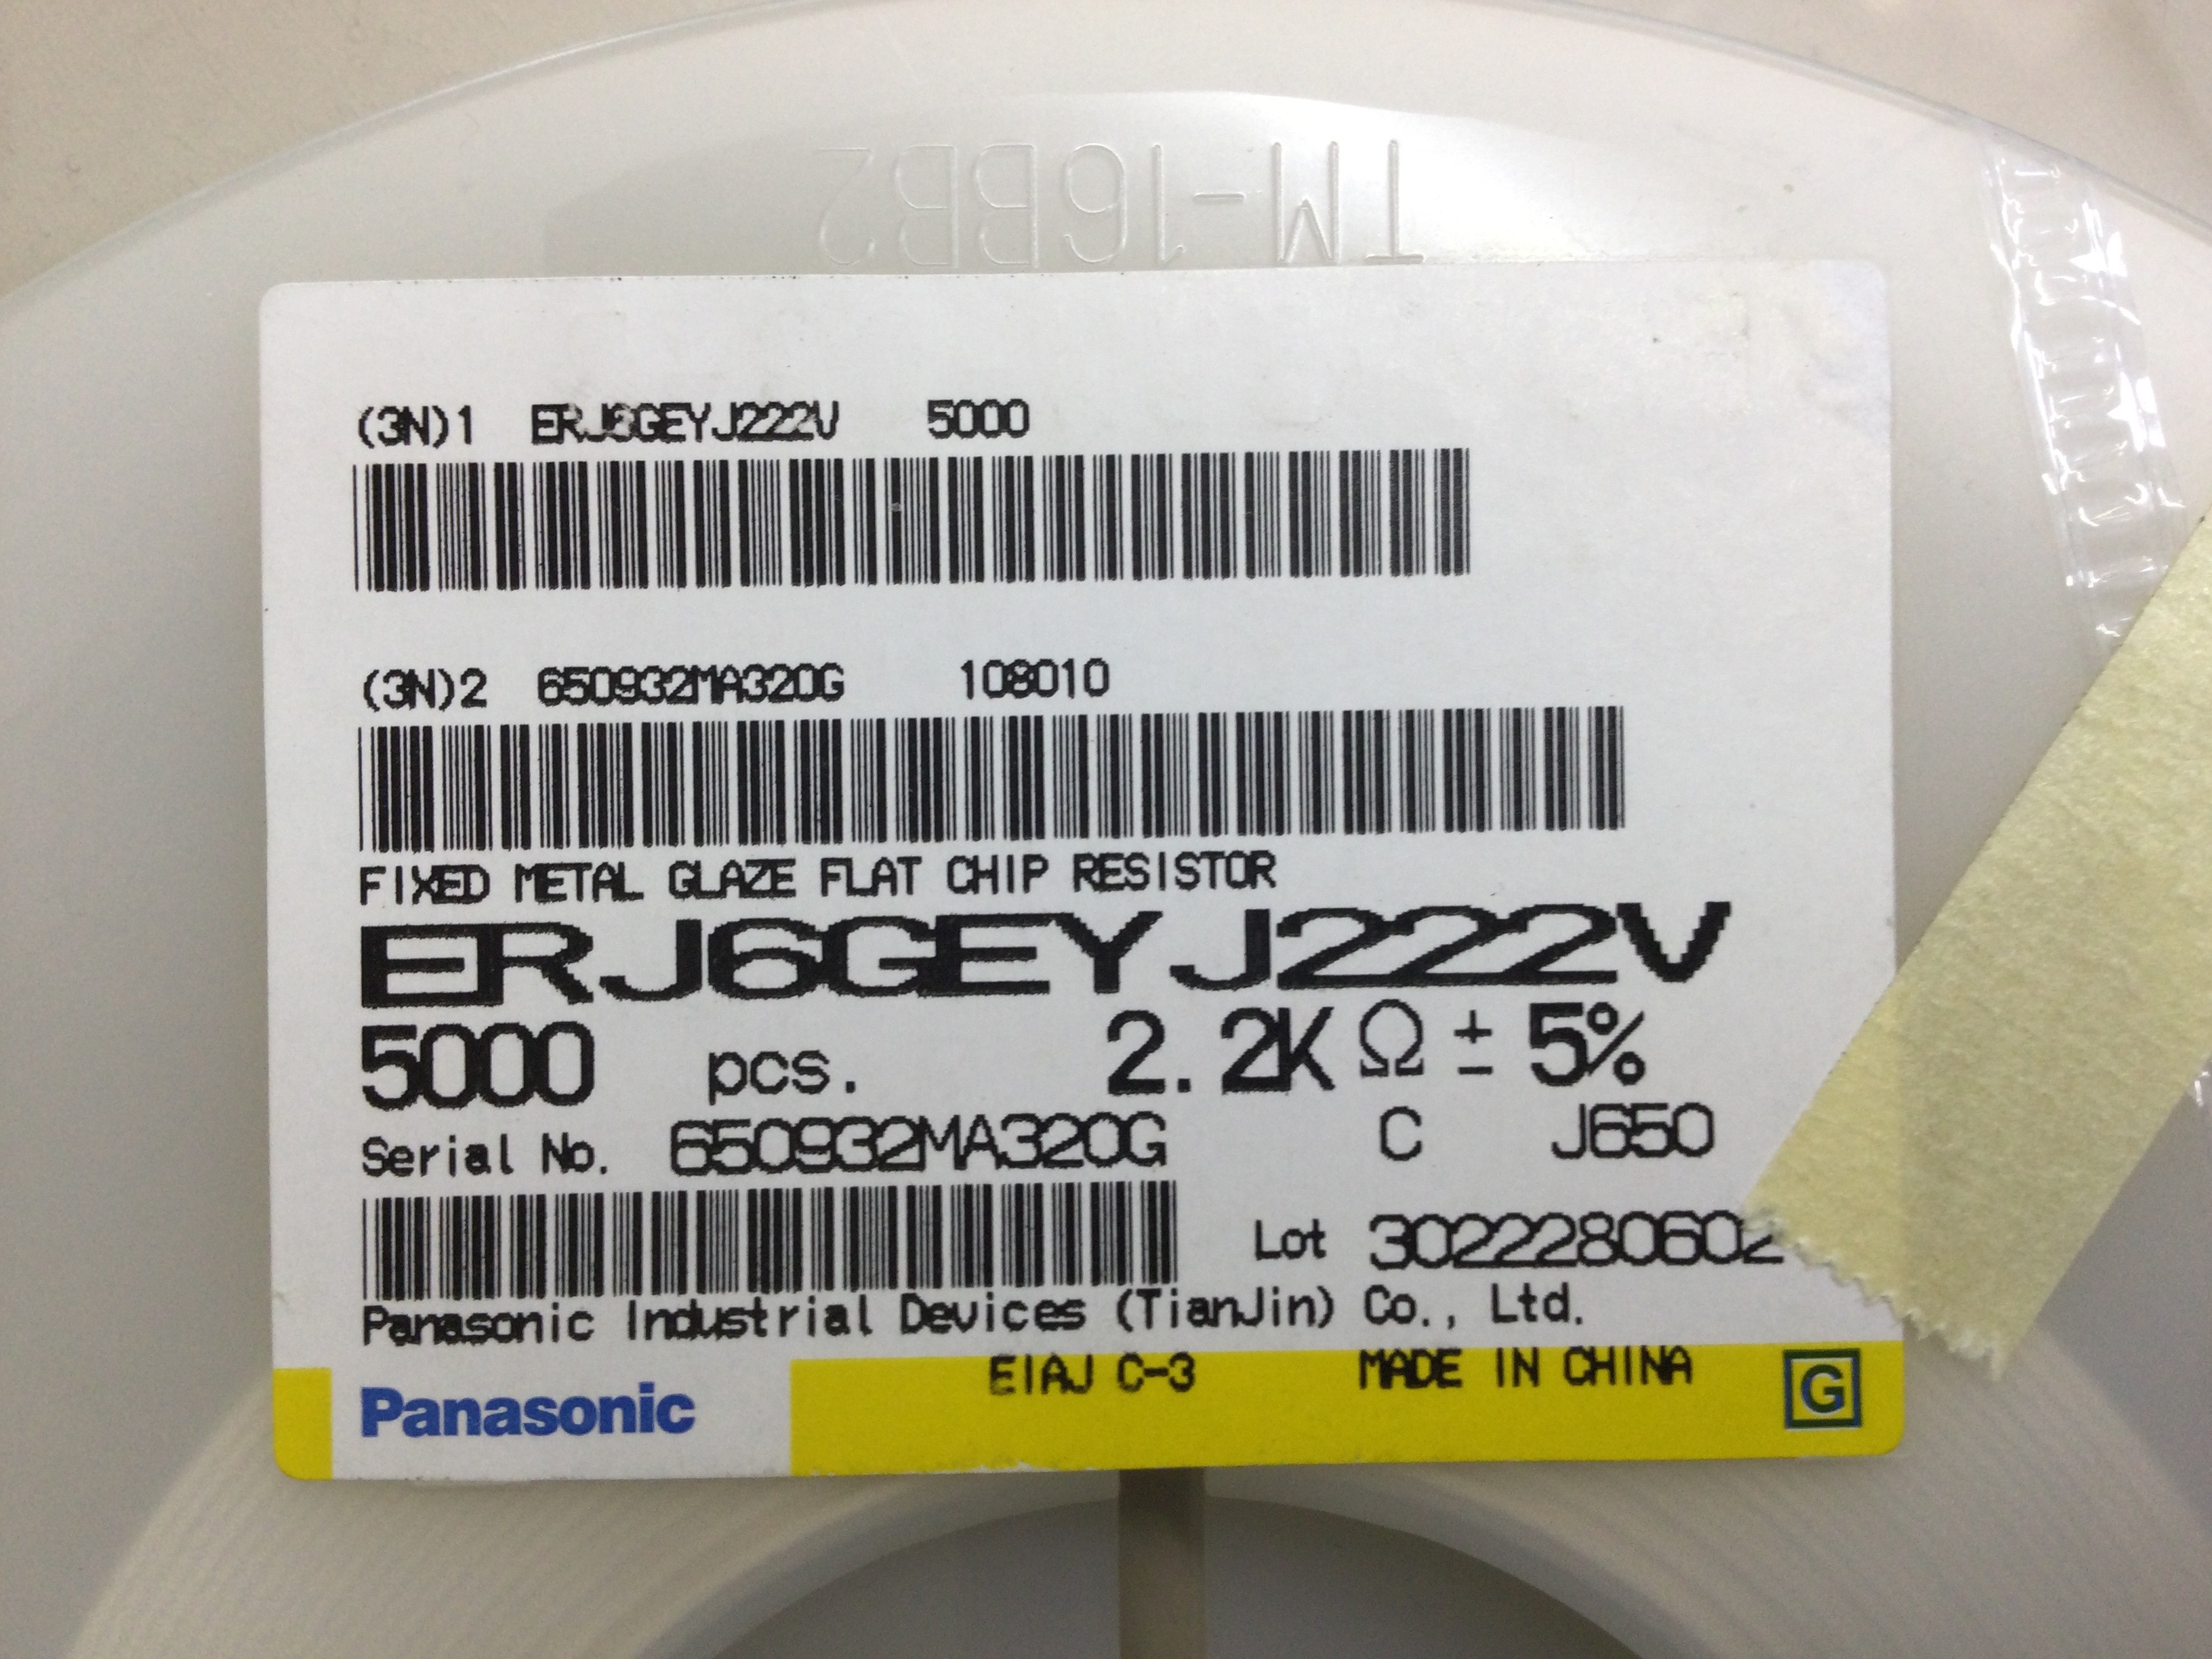 TM-16BB2
(3N)1 ERJ6GEYJ222V 5000
(3N)2 650932MA320G 108010
FIXED METAL GLAZE FLAT CHIP RESISTOR
ERJ6GEYJ222V
5000 pcs. 2.2KΩ±5%
Serial No. 650932MA320G C J650
Lot 3022280602
Panasonic Industrial Devices (TianJin) Co., Ltd.
EIAJ C-3 MADE IN CHINA
Panasonic G